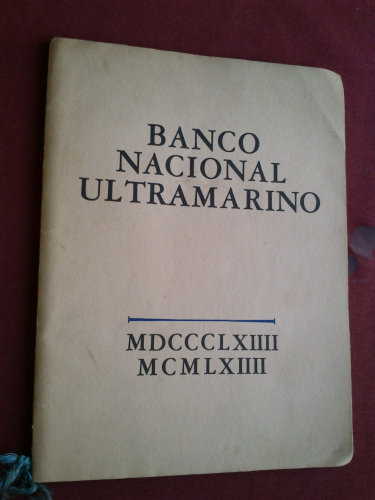 BANCO
NACIONAL
ULTRAMARINO
MDCCCLXIIII
MCMLXIIII